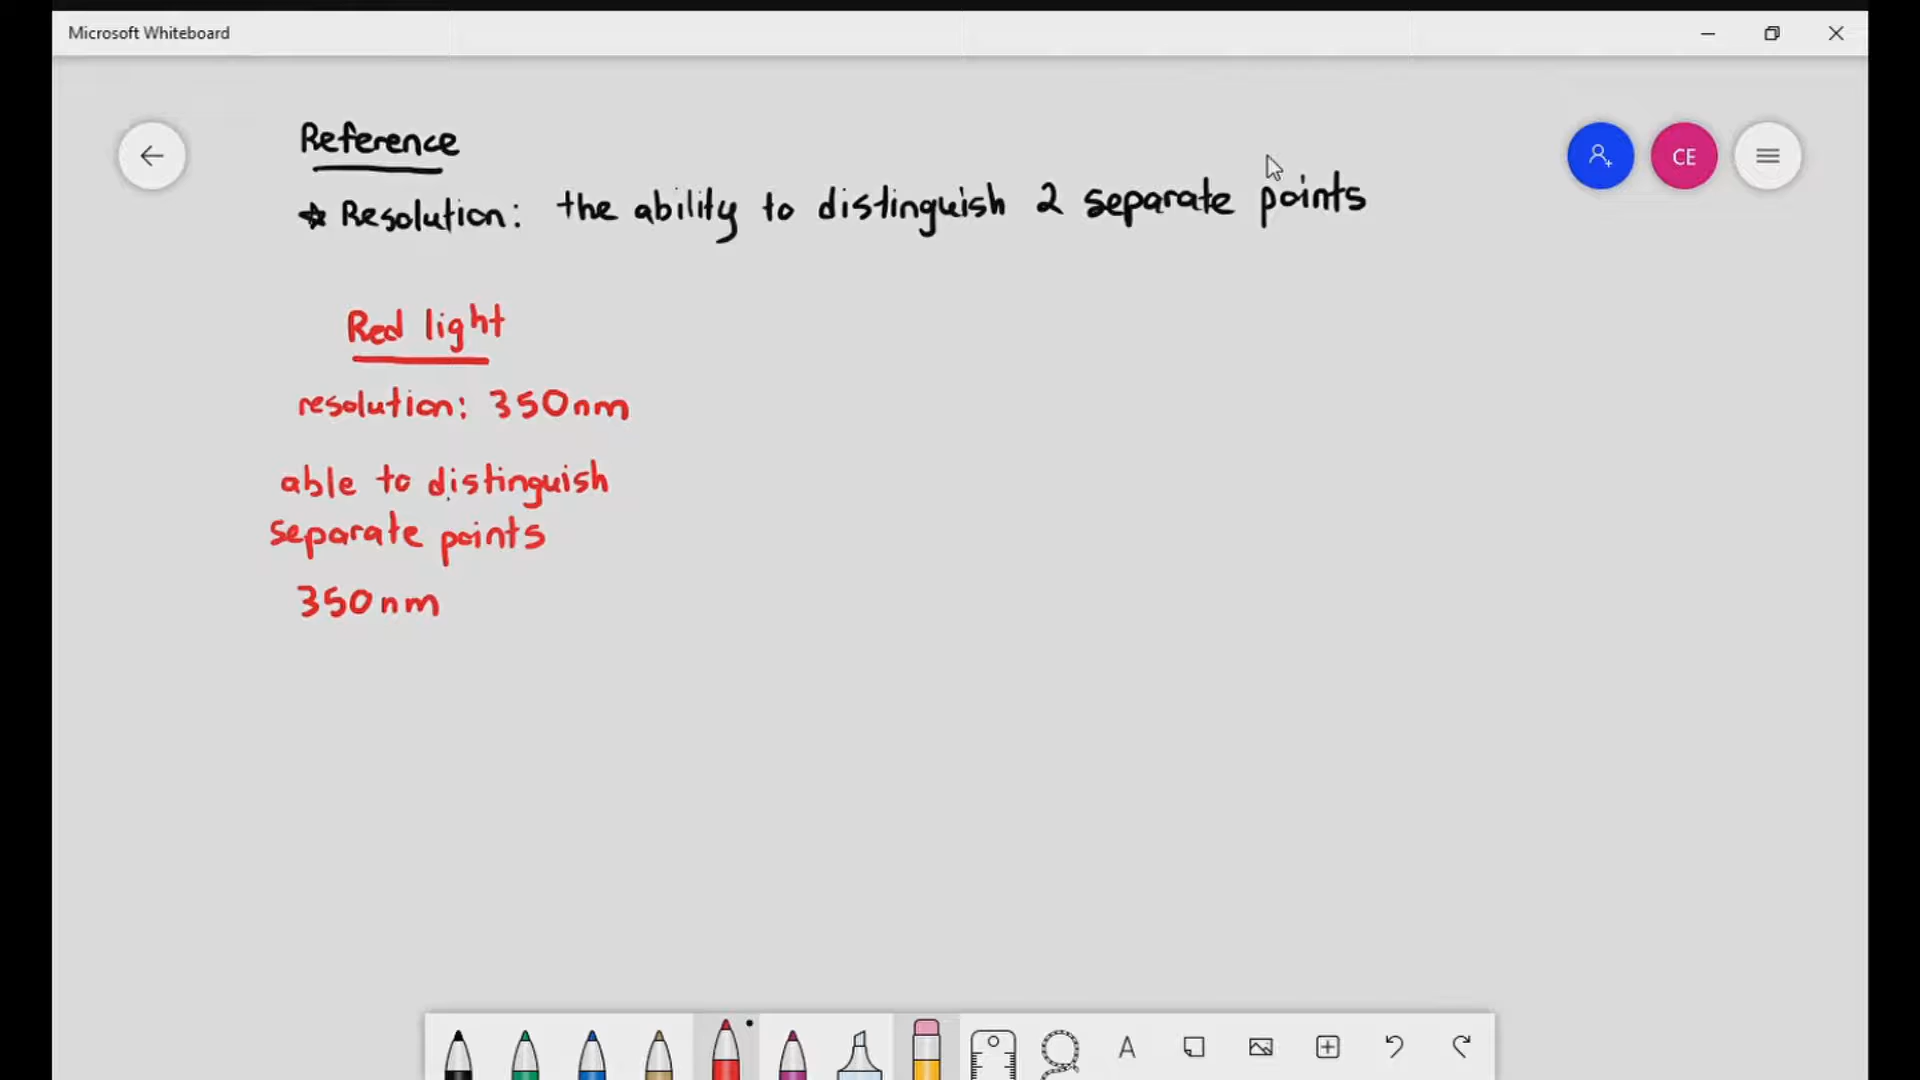 Microsoft Whiteboard
Reference
CE
☆ Resolution: the ability to distinguish 2 separate points
Red light
resolution: 350nm
able to distinguish
separate points
350nm
A